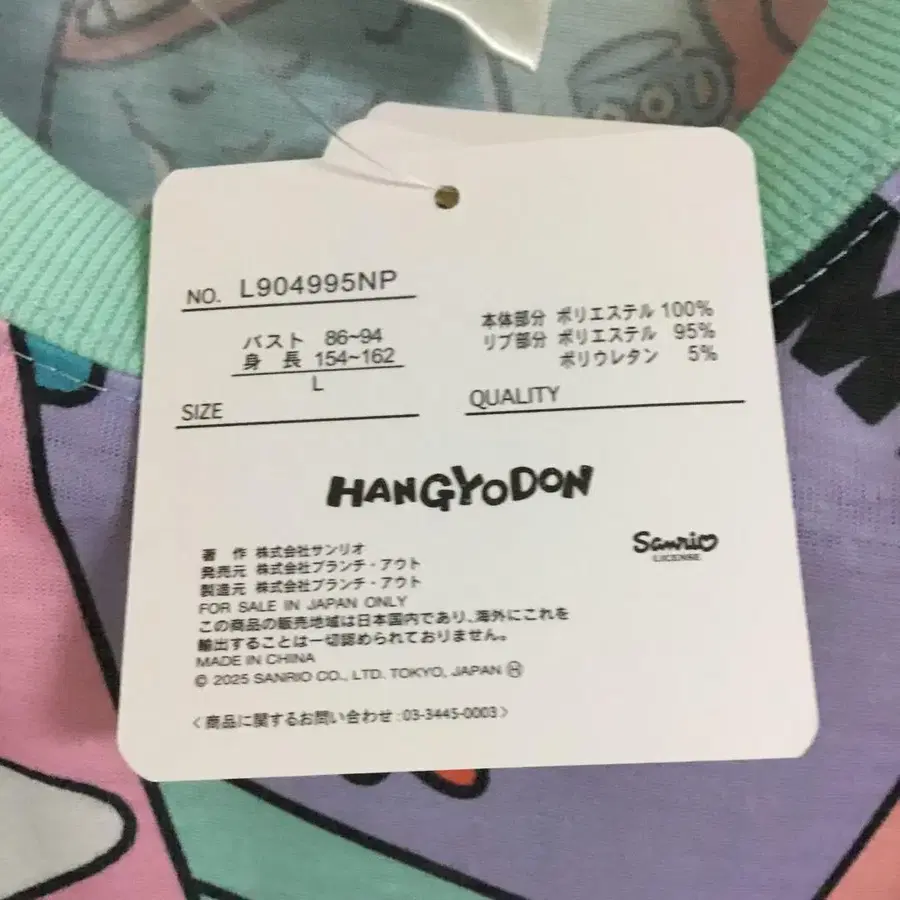 NO. L904995NP
バスト 86~94
身 長 154~162
L
SIZE
本体部分 ポリエステル 100%
リブ部分 ポリエステル 95%
ポリウレタン 5%
QUALITY
HANGYODON
著 作 株式会社サンリオ
発売元 株式会社ブランチ・アウト
製造元 株式会社ブランチ・アウト
FOR SALE IN JAPAN ONLY
この商品の販売地域は日本国内であり、海外にこれを
輸出することは一切認められておりません。
MADE IN CHINA
© 2025 SANRIO CO., LTD. TOKYO, JAPAN Ⓗ
〈商品に関するお問い合わせ:03-3445-0003〉
Sanrio
LICENSE